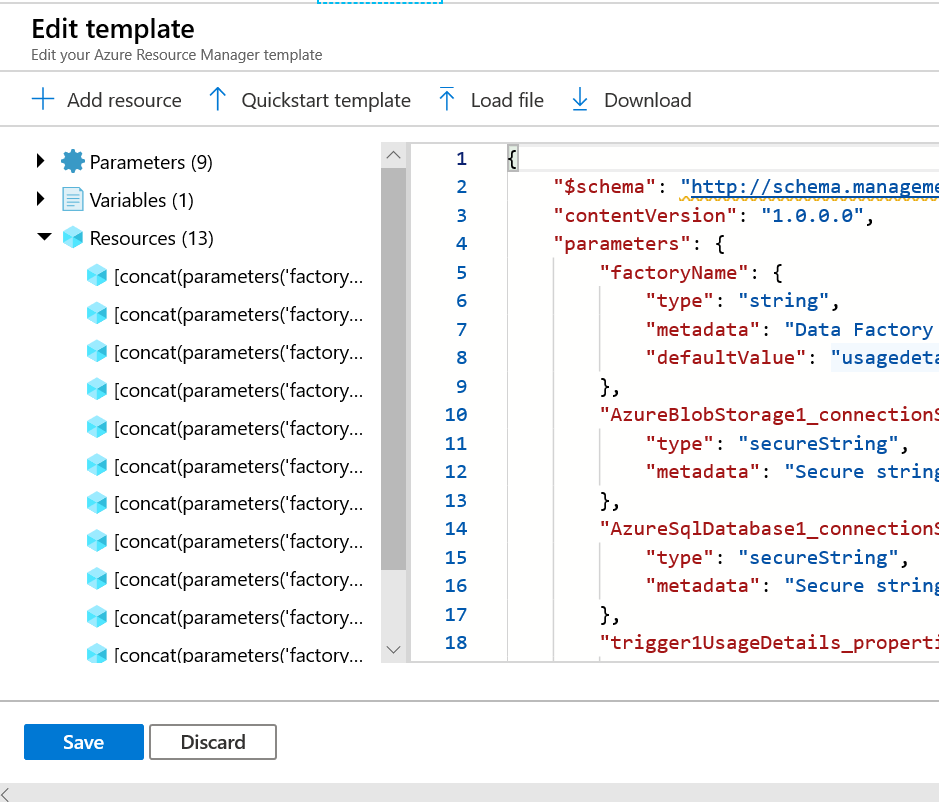 Edit template
Edit your Azure Resource Manager template
Add resource
Quickstart template
Load file
Download
Parameters (9)
Variables (1)
Resources (13)
[concat(parameters('factory...
[concat(parameters('factory...
[concat(parameters('factory...
[concat(parameters('factory...
[concat(parameters('factory...
[concat(parameters('factory...
[concat(parameters('factory...
[concat(parameters('factory...
[concat(parameters('factory...
[concat(parameters('factory...
[concat(parameters('factory...
1 {
2 "$schema": "http://schema.manageme
3 "contentVersion": "1.0.0.0",
4 "parameters": {
5 "factoryName": {
6 "type": "string",
7 "metadata": "Data Factory
8 "defaultValue": "usagedeta
9 },
10 "AzureBlobStorage1_connectionS
11 "type": "secureString",
12 "metadata": "Secure string
13 },
14 "AzureSqlDatabase1_connectionS
15 "type": "secureString",
16 "metadata": "Secure string
17 },
18 "trigger1UsageDetails_properti
Save
Discard